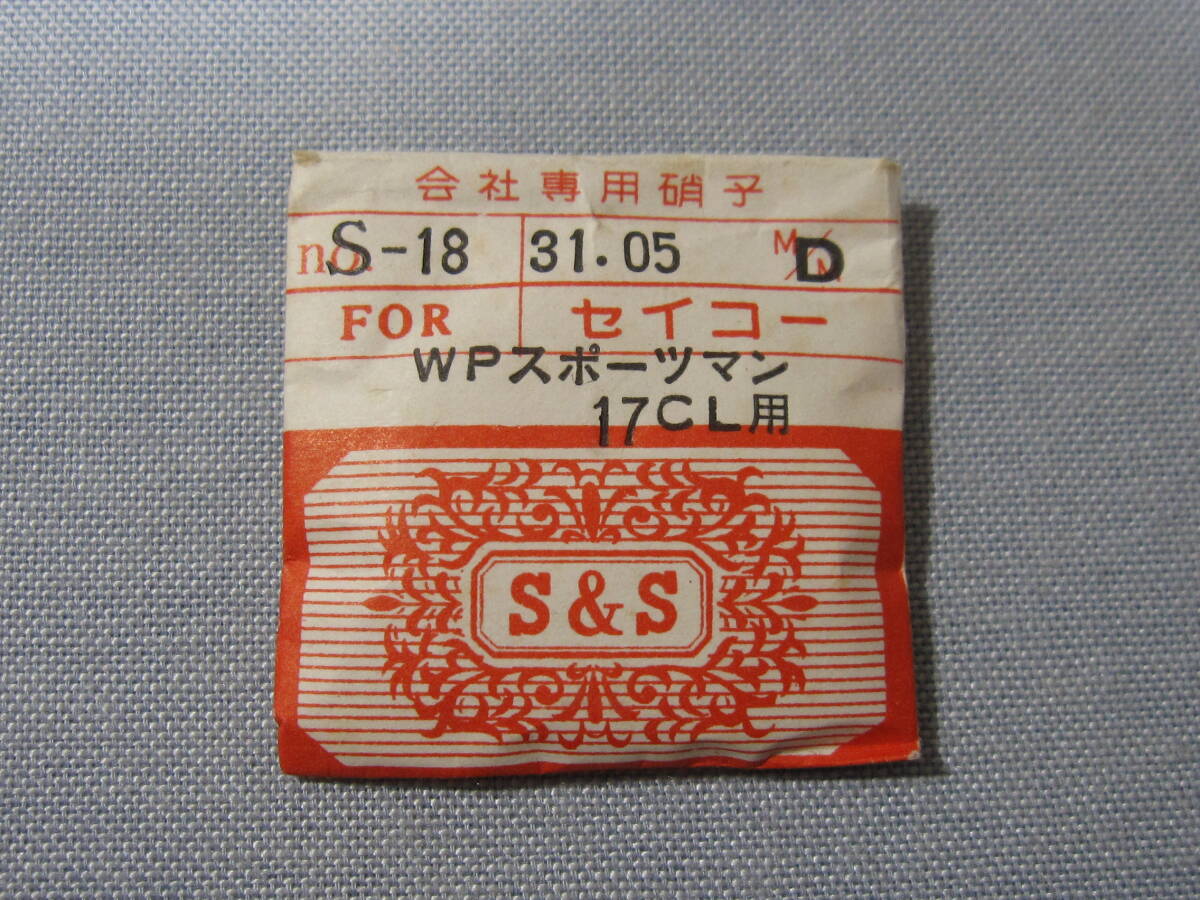 会社専用硝子
no. S-18 31.05 M/M D
FOR セイコー
WPスポーツマン
17CL用
S&S